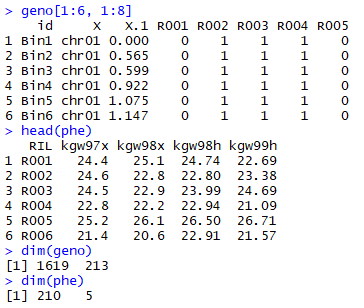 > geno[1:6, 1:8]
    id     X   X.1 R001 R002 R003 R004 R005
1 Bin1 chr01 0.000    0    1    1    1    0
2 Bin2 chr01 0.565    0    1    1    1    0
3 Bin3 chr01 0.599    0    1    1    1    0
4 Bin4 chr01 0.922    0    1    1    1    0
5 Bin5 chr01 1.075    0    1    1    1    0
6 Bin6 chr01 1.147    0    1    1    1    0
> head(phe)
   RIL kgw97x kgw98x kgw98h kgw99h
1 R001   24.4   25.1  24.74  22.69
2 R002   24.6   22.8  22.80  23.38
3 R003   24.5   22.9  23.99  24.69
4 R004   22.8   22.2  22.94  21.09
5 R005   25.2   26.1  26.50  26.71
6 R006   21.4   20.6  22.91  21.57
> dim(geno)
[1] 1619  213
> dim(phe)
[1] 210   5